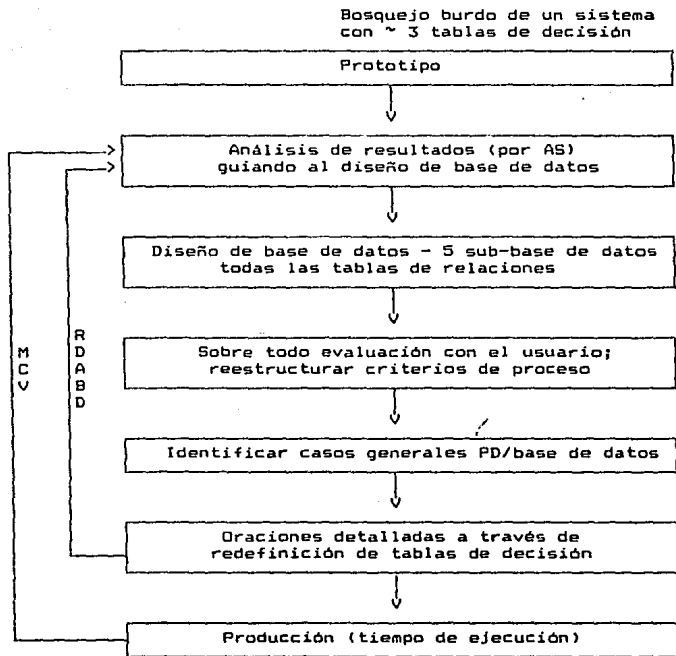 Bosquejo burdo de un sistema
con ~ 3 tablas de decisión
Prototipo
Análisis de resultados (por AS)
guiando al diseño de base de datos
Diseño de base de datos - 5 sub-base de datos
todas las tablas de relaciones
Sobre todo evaluación con el usuario;
reestructurar criterios de proceso
Identificar casos generales PD/base de datos
Oraciones detalladas a través de
redefinición de tablas de decisión
Producción (tiempo de ejecución)
MCV
RDABD